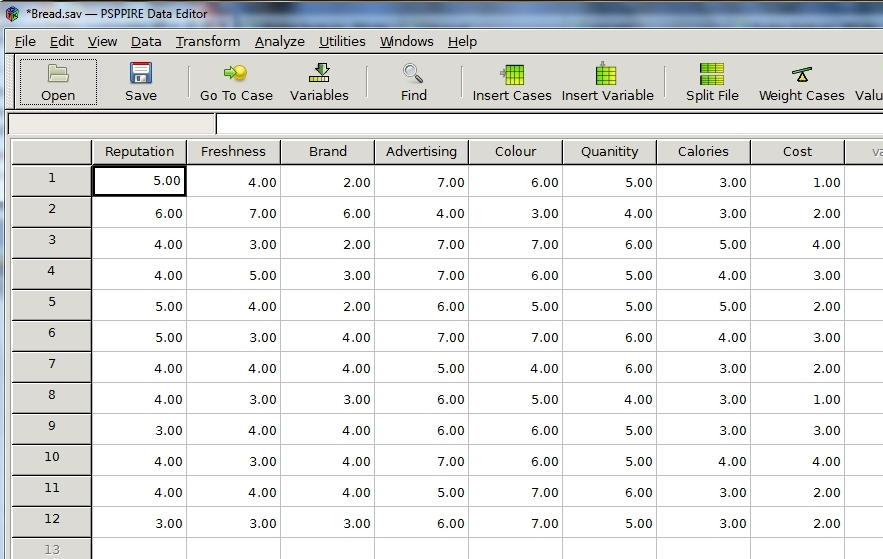 *Bread.sav — PSPPIRE Data Editor
File Edit View Data Transform Analyze Utilities Windows Help
Open Save Go To Case Variables Find Insert Cases Insert Variable Split File Weight Cases Valu
Reputation Freshness Brand Advertising Colour Quanitity Calories Cost va
1 5.00 4.00 2.00 7.00 6.00 5.00 3.00 1.00
2 6.00 7.00 6.00 4.00 3.00 4.00 3.00 2.00
3 4.00 3.00 2.00 7.00 7.00 6.00 5.00 4.00
4 4.00 5.00 3.00 7.00 6.00 5.00 4.00 3.00
5 5.00 4.00 2.00 6.00 5.00 5.00 5.00 2.00
6 5.00 3.00 4.00 7.00 7.00 6.00 4.00 3.00
7 4.00 4.00 4.00 5.00 4.00 6.00 3.00 2.00
8 4.00 3.00 3.00 6.00 5.00 4.00 3.00 1.00
9 3.00 4.00 4.00 6.00 6.00 5.00 3.00 3.00
10 4.00 3.00 4.00 7.00 6.00 5.00 4.00 4.00
11 4.00 4.00 4.00 5.00 7.00 6.00 3.00 2.00
12 3.00 3.00 3.00 6.00 7.00 5.00 3.00 2.00
13